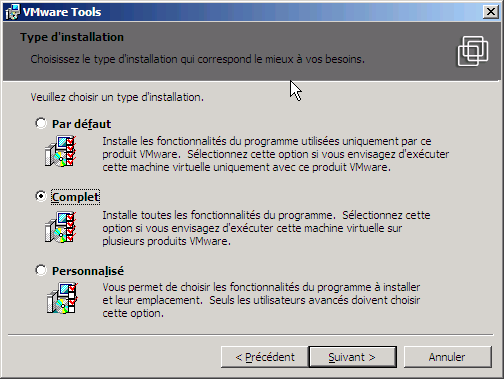 VMware Tools
Type d'installation
Choisissez le type d'installation qui correspond le mieux à vos besoins.
Veuillez choisir un type d'installation.
Par défaut
Installe les fonctionnalités du programme utilisées uniquement par ce
produit VMware. Sélectionnez cette option si vous envisagez d'exécuter
cette machine virtuelle uniquement avec ce produit VMware.
Complet
Installe toutes les fonctionnalités du programme. Sélectionnez cette
option si vous envisagez d'exécuter cette machine virtuelle sur
plusieurs produits VMware.
Personnalisé
Vous permet de choisir les fonctionnalités du programme à installer
et leur emplacement. Seuls les utilisateurs avancés doivent choisir
cette option.
< Précédent Suivant > Annuler